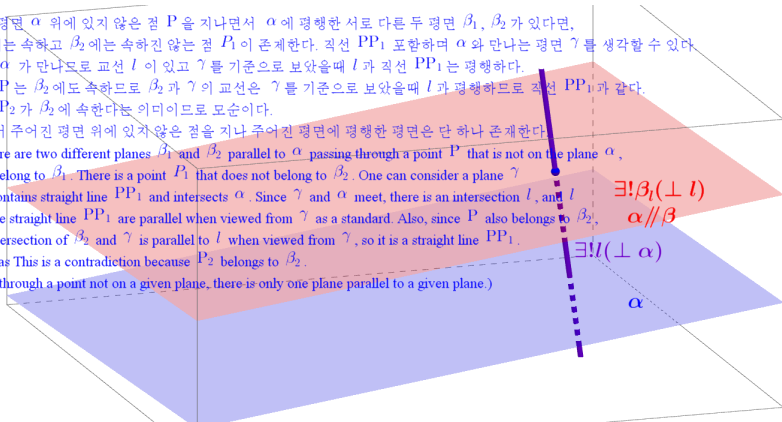 평면 α 위에 있지 않은 점 P 을 지나면서 α 에 평행한 서로 다른 두 평면 β₁, β₂ 가 있다면,
는 속하고 β₂ 에는 속하진 않는 점 P₁ 이 존재한다. 직선 PP₁ 포함하며 α 와 만나는 평면 γ 를 생각할 수 있다.
α 가 만나므로 교선 l 이 있고 γ 를 기준으로 보았을때 l 과 직선 PP₁ 는 평행하다.
P 는 β₂ 에도 속하므로 β₂ 과 γ 의 교선은 γ 를 기준으로 보았을때 l 과 평행하므로 직선 PP₁ 과 같다.
P₂ 가 β₂ 에 속한다는 의미이므로 모순이다.
주어진 평면 위에 있지 않은 점을 지나 주어진 평면에 평행한 평면은 단 하나 존재한다.
re are two different planes β₁ and β₂ parallel to α passing through a point P that is not on the plane α ,
elong to β₁ . There is a point P₁ that does not belong to β₂ . One can consider a plane γ
ontains straight line PP₁ and intersects α . Since γ and α meet, there is an intersection l , and l
e straight line PP₁ are parallel when viewed from γ as a standard. Also, since P also belongs to β₂ ,
ersection of β₂ and γ is parallel to l when viewed from γ , so it is a straight line PP₁ .
as This is a contradiction because P₂ belongs to β₂ .
through a point not on a given plane, there is only one plane parallel to a given plane.)
∃!βₗ(⊥ l)
α∥β
∃!l(⊥ α)
α